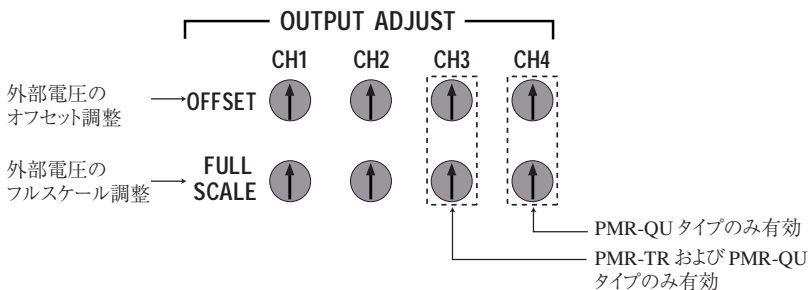 OUTPUT ADJUST
CH1 CH2 CH3 CH4
外部電圧の
オフセット調整
OFFSET
外部電圧の
フルスケール調整
FULL
SCALE
PMR-QU タイプのみ有効
PMR-TR および PMR-QU
タイプのみ有効